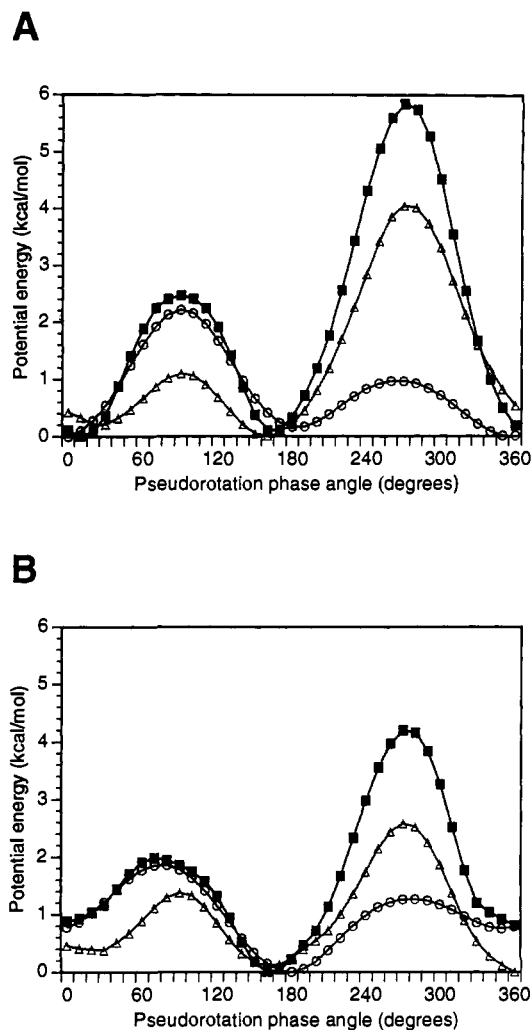 A
Potential energy (kcal/mol)
6
5
4
3
2
1
0
0 60 120 180 240 300 360
Pseudorotation phase angle (degrees)
B
Potential energy (kcal/mol)
6
5
4
3
2
1
0
0 60 120 180 240 300 360
Pseudorotation phase angle (degrees)